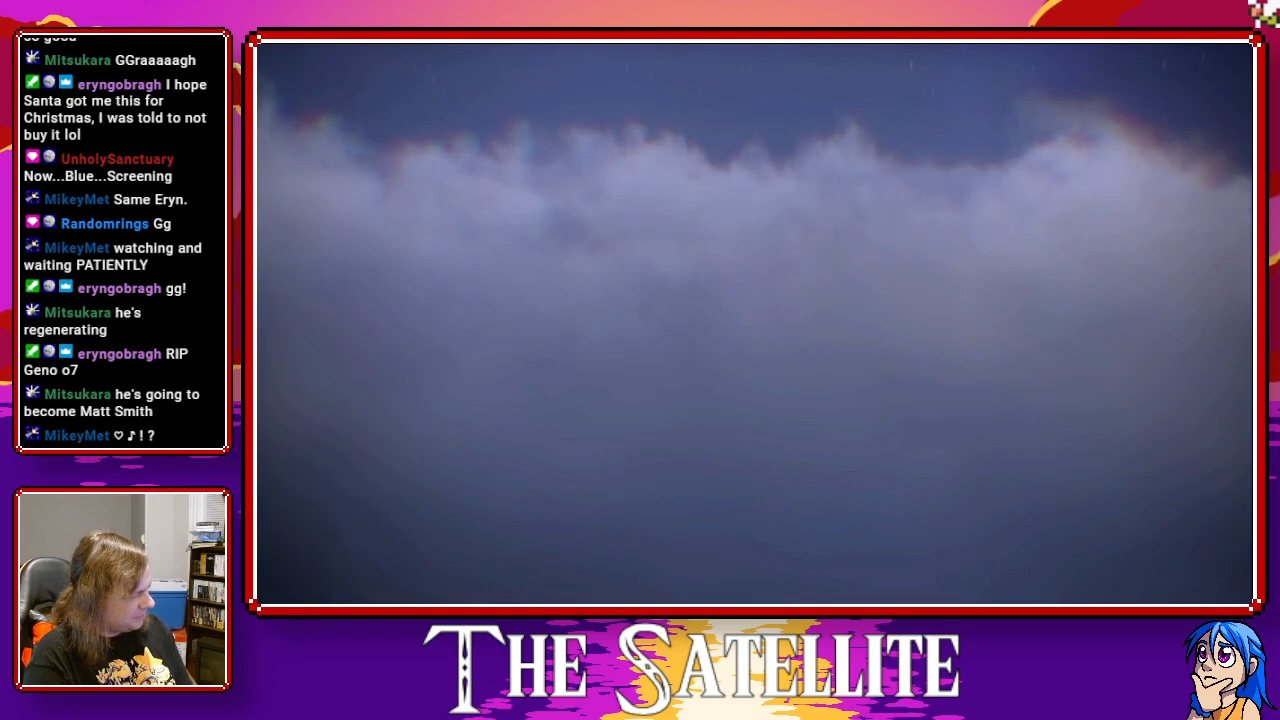 so good
Mitsukara GGraaaaagh
eryngobragh I hope
Santa got me this for
Christmas, I was told to not
buy it lol
UnholySanctuary
Now...Blue...Screening
MikeyMet Same Eryn.
Randomrings Gg
MikeyMet watching and
waiting PATIENTLY
eryngobragh gg!
Mitsukara he's
regenerating
eryngobragh RIP
Geno o7
Mitsukara he's going to
become Matt Smith
MikeyMet ♡ ♪ ! ?
THE SATELLITE